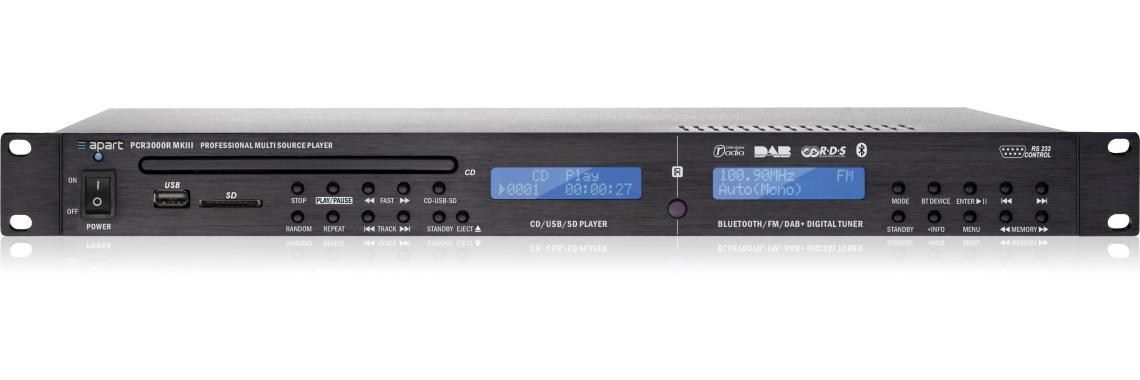 apart PCR3000R MKIII PROFESSIONAL MULTI SOURCE PLAYER
ON
OFF
POWER
USB
SD
CD
STOP PLAY/PAUSE FAST CD-USB-SD
RANDOM REPEAT TRACK STANDBY EJECT
CD Play
0001 00:00:27
CD/USB/SD PLAYER
R
radio DAB R·D·S
100.90MHz FM
Auto(Mono)
BLUETOOTH/FM/DAB+ DIGITAL TUNER
RS 232
CONTROL
MODE BT DEVICE ENTER
STANDBY +INFO MENU MEMORY